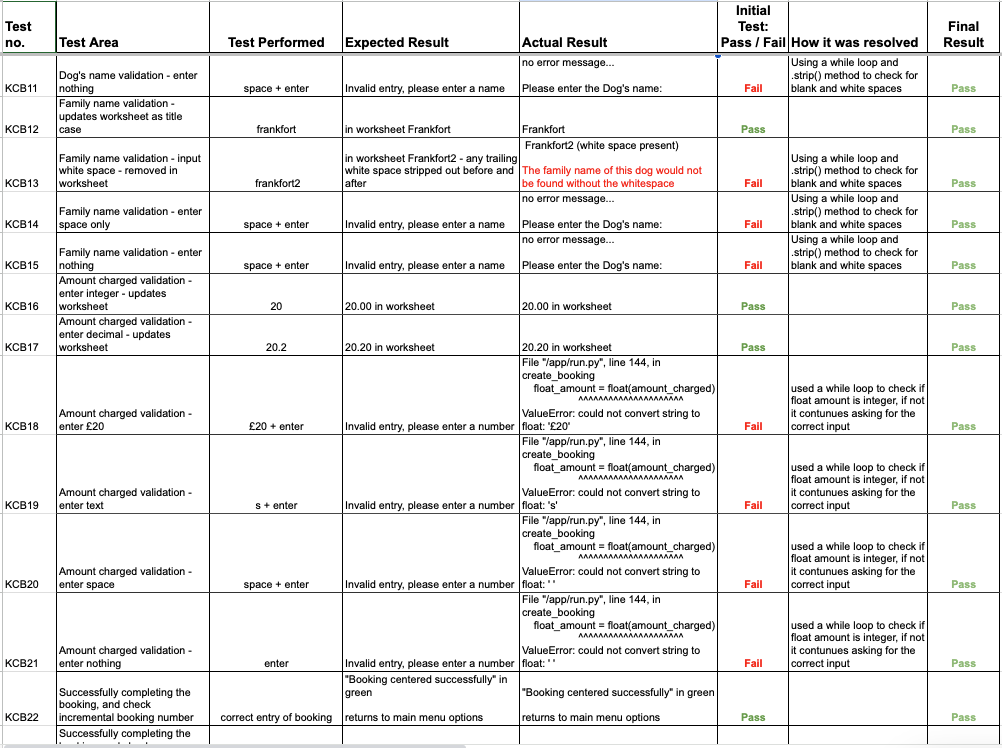 Test no. Test Area Test Performed Expected Result Actual Result Initial Test: Pass / Fail How it was resolved Final Result
KCB11
Dog's name validation - enter
nothing
space + enter
Invalid entry, please enter a name
no error message...
Please enter the Dog's name:
Fail
Using a while loop and
.strip() method to check for
blank and white spaces
Pass
KCB12
Family name validation -
updates worksheet as title
case
frankfort
in worksheet Frankfort
Frankfort
Pass
Pass
KCB13
Family name validation - input
white space - removed in
worksheet
frankfort2
in worksheet Frankfort2 - any trailing
white space stripped out before and
after
Frankfort2 (white space present)
The family name of this dog would not
be found without the whitespace
Fail
Using a while loop and
.strip() method to check for
blank and white spaces
Pass
KCB14
Family name validation - enter
space only
space + enter
Invalid entry, please enter a name
no error message...
Please enter the Dog's name:
Fail
Using a while loop and
.strip() method to check for
blank and white spaces
Pass
KCB15
Family name validation - enter
nothing
space + enter
Invalid entry, please enter a name
no error message...
Please enter the Dog's name:
Fail
Using a while loop and
.strip() method to check for
blank and white spaces
Pass
KCB16
Amount charged validation -
enter integer - updates
worksheet
20
20.00 in worksheet
20.00 in worksheet
Pass
Pass
KCB17
Amount charged validation -
enter decimal - updates
worksheet
20.2
20.20 in worksheet
20.20 in worksheet
Pass
Pass
KCB18
Amount charged validation -
enter £20
£20 + enter
Invalid entry, please enter a number
File "/app/run.py", line 144, in
create_booking
float_amount = float(amount_charged)
^^^^^^^^^^^^^^^^^^^^^
ValueError: could not convert string to
float: '£20'
Fail
used a while loop to check if
float amount is integer, if not
it contunues asking for the
correct input
Pass
KCB19
Amount charged validation -
enter text
s + enter
Invalid entry, please enter a number
File "/app/run.py", line 144, in
create_booking
float_amount = float(amount_charged)
^^^^^^^^^^^^^^^^^^^^^
ValueError: could not convert string to
float: 's'
Fail
used a while loop to check if
float amount is integer, if not
it contunues asking for the
correct input
Pass
KCB20
Amount charged validation -
enter space
space + enter
Invalid entry, please enter a number
File "/app/run.py", line 144, in
create_booking
float_amount = float(amount_charged)
^^^^^^^^^^^^^^^^^^^^^
ValueError: could not convert string to
float: ' '
Fail
used a while loop to check if
float amount is integer, if not
it contunues asking for the
correct input
Pass
KCB21
Amount charged validation -
enter nothing
enter
Invalid entry, please enter a number
File "/app/run.py", line 144, in
create_booking
float_amount = float(amount_charged)
^^^^^^^^^^^^^^^^^^^^^
ValueError: could not convert string to
float: ' '
Fail
used a while loop to check if
float amount is integer, if not
it contunues asking for the
correct input
Pass
KCB22
Successfully completing the
booking, and check
incremental booking number
correct entry of booking
"Booking centered successfully" in
green
returns to main menu options
"Booking centered successfully" in green
returns to main menu options
Pass
Pass
Successfully completing the